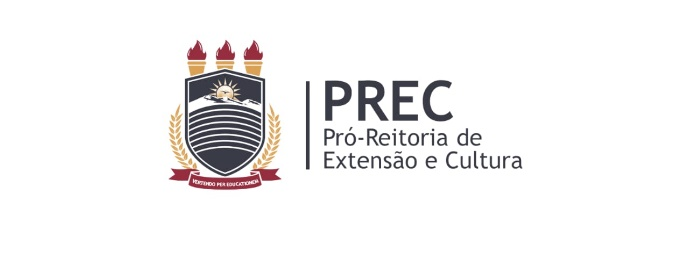 PREC
Pró-Reitoria de
Extensão e Cultura
VERTENDO PER EDUCATIONEM